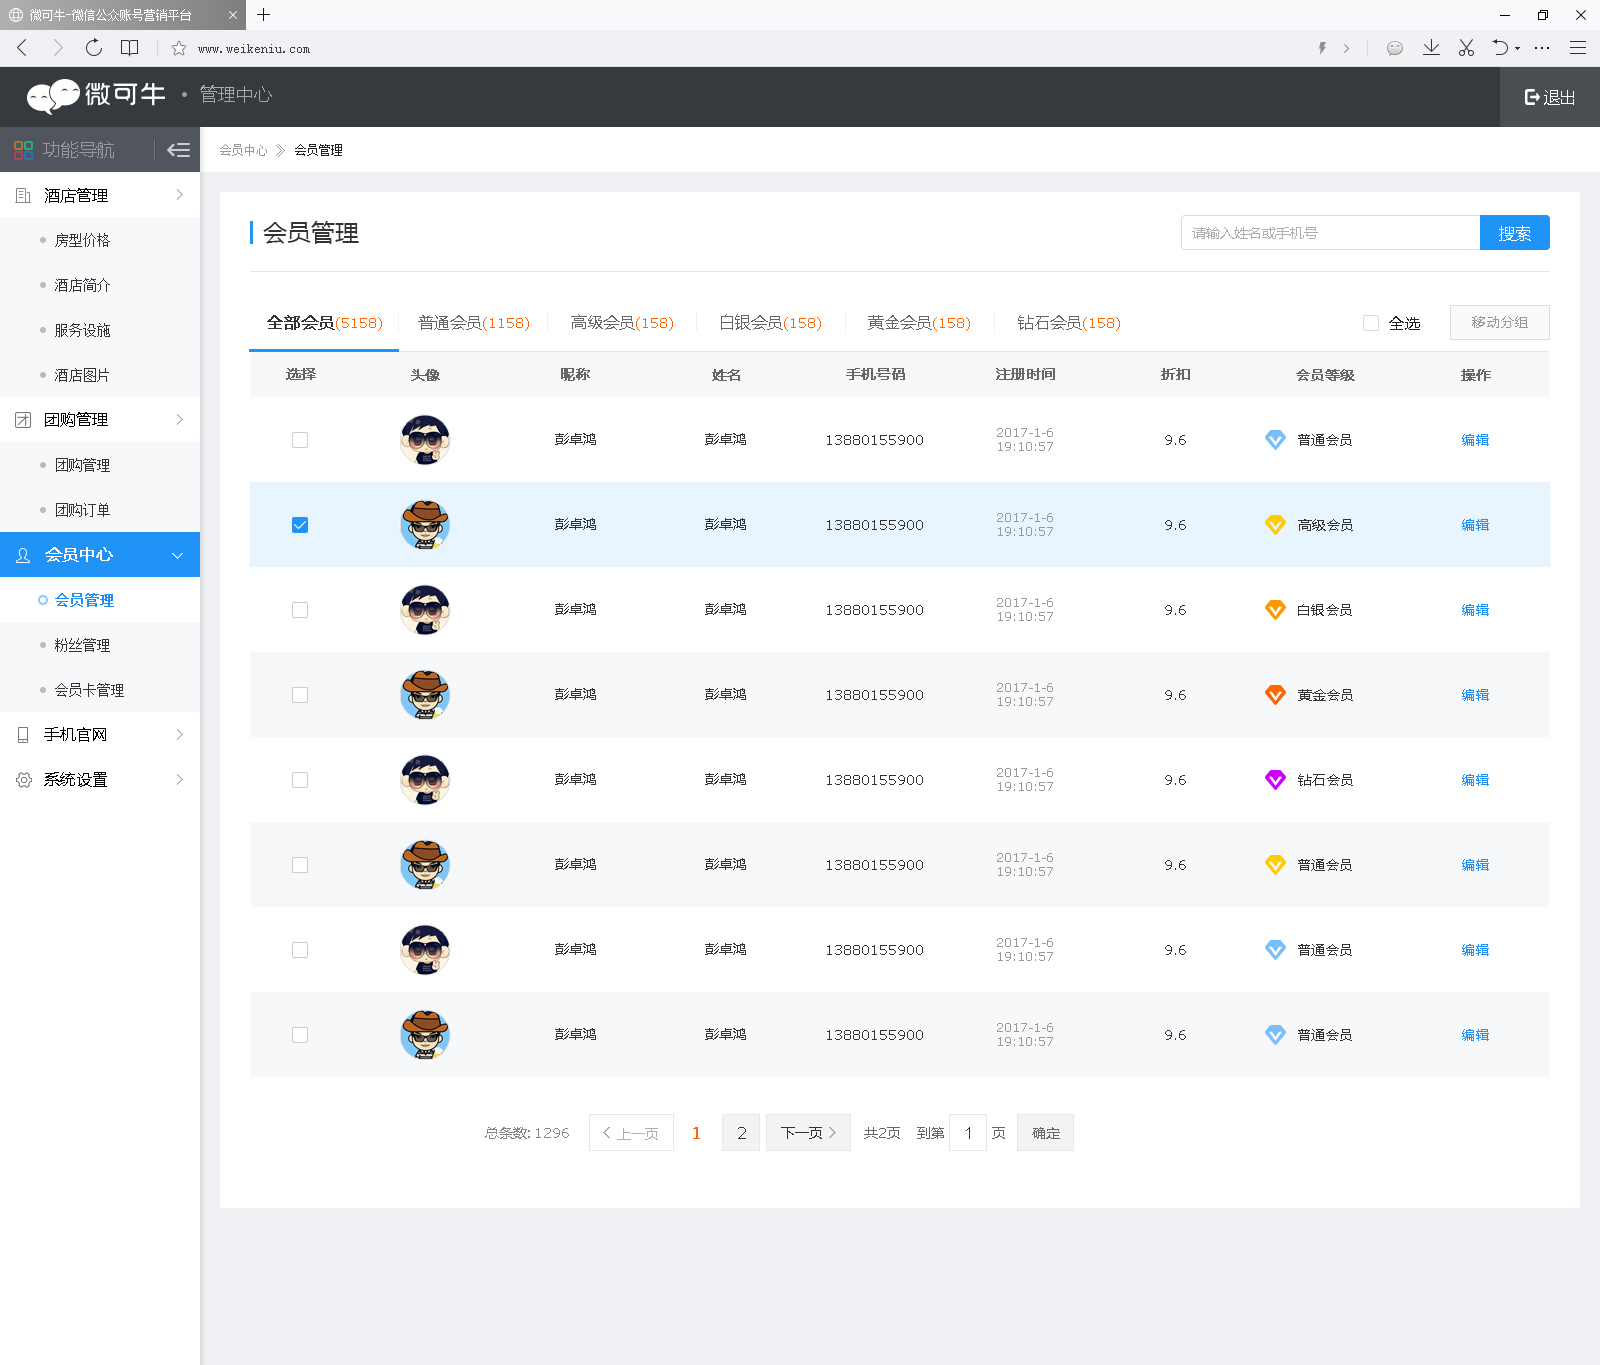 微可牛-微信公众账号营销平台
www.weikeniu.com
微可牛 · 管理中心
退出
功能导航
会员中心 > 会员管理
酒店管理
房型价格
酒店简介
服务设施
酒店图片
团购管理
团购管理
团购订单
会员中心
会员管理
粉丝管理
会员卡管理
手机官网
系统设置
会员管理
请输入姓名或手机号 搜索
全部会员(5158) 普通会员(1158) 高级会员(158) 白银会员(158) 黄金会员(158) 钻石会员(158) 全选 移动分组
选择 头像 昵称 姓名 手机号码 注册时间 折扣 会员等级 操作
彭卓鸿 彭卓鸿 13880155900 2017-1-6 19:10:57 9.6 普通会员 编辑
彭卓鸿 彭卓鸿 13880155900 2017-1-6 19:10:57 9.6 高级会员 编辑
彭卓鸿 彭卓鸿 13880155900 2017-1-6 19:10:57 9.6 白银会员 编辑
彭卓鸿 彭卓鸿 13880155900 2017-1-6 19:10:57 9.6 黄金会员 编辑
彭卓鸿 彭卓鸿 13880155900 2017-1-6 19:10:57 9.6 钻石会员 编辑
彭卓鸿 彭卓鸿 13880155900 2017-1-6 19:10:57 9.6 普通会员 编辑
彭卓鸿 彭卓鸿 13880155900 2017-1-6 19:10:57 9.6 普通会员 编辑
彭卓鸿 彭卓鸿 13880155900 2017-1-6 19:10:57 9.6 普通会员 编辑
总条数: 1296 < 上一页 1 2 下一页 > 共2页 到第 1 页 确定